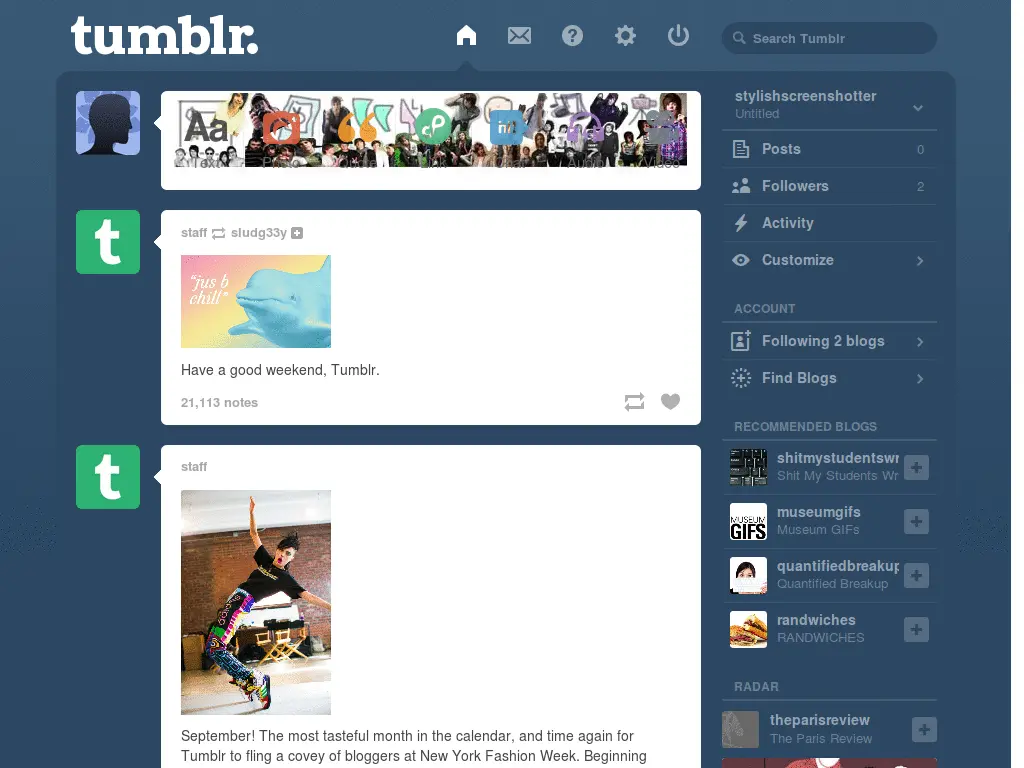 tumblr.
Search Tumblr
Aa
Text
Photo
Quote
Link
Chat
Audio
Video
staff sludg33y
"jus b
chill"
Have a good weekend, Tumblr.
21,113 notes
staff
September! The most tasteful month in the calendar, and time again for
Tumblr to fling a covey of bloggers at New York Fashion Week. Beginning
stylishscreenshotter
Untitled
Posts 0
Followers 2
Activity
Customize
ACCOUNT
Following 2 blogs
Find Blogs
RECOMMENDED BLOGS
shitmystudentswr
Shit My Students Wr
museumgifs
Museum GIFs
MUSEUM
GIFS
quantifiedbreakup
Quantified Breakup
randwiches
RANDWICHES
RADAR
theparisreview
The Paris Review